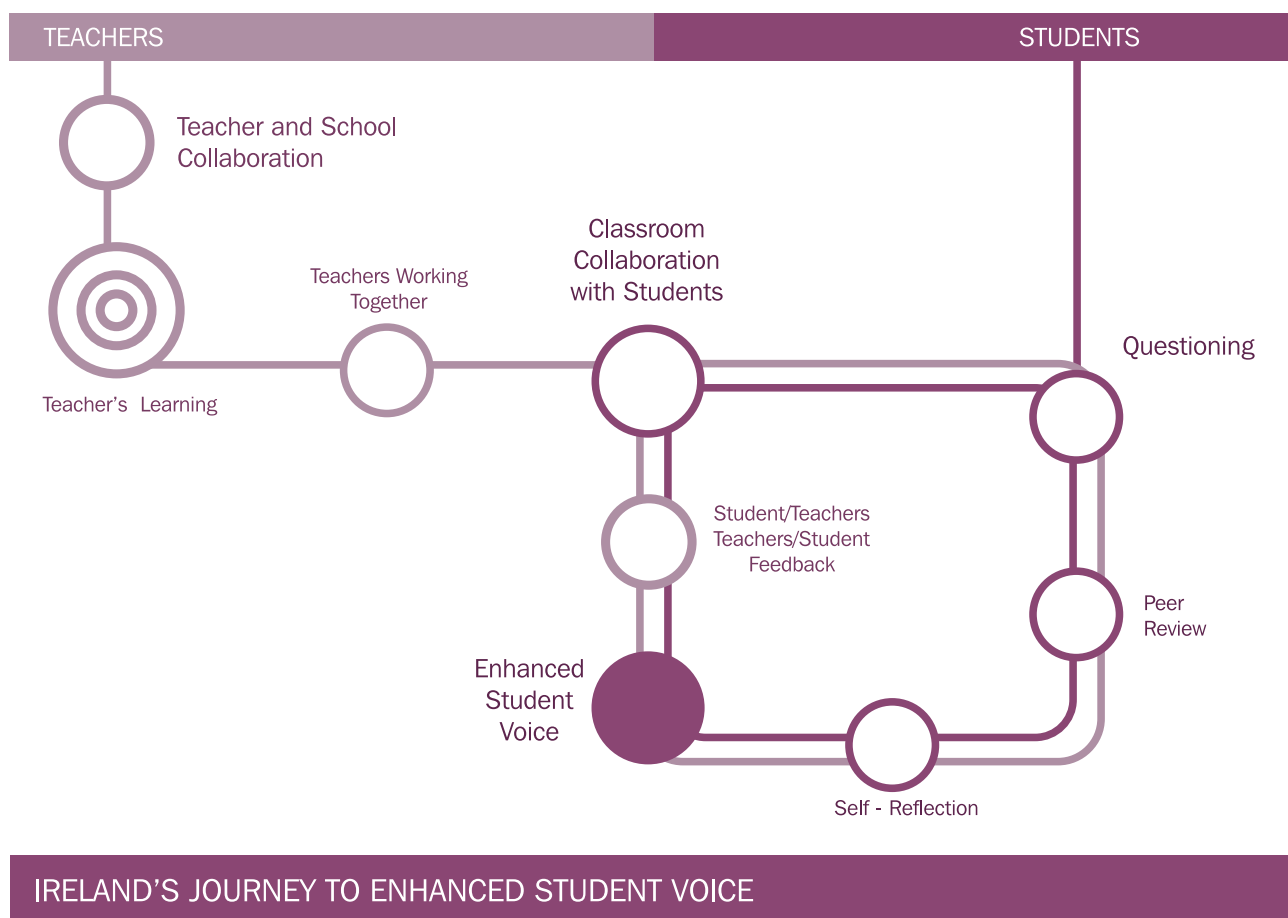 TEACHERS
STUDENTS
Teacher and School
Collaboration
Classroom
Collaboration
with Students
Teachers Working
Together
Questioning
Teacher's  Learning
Student/Teachers
Teachers/Student
Feedback
Peer
Review
Enhanced
Student
Voice
Self - Reflection
IRELAND'S JOURNEY TO ENHANCED STUDENT VOICE